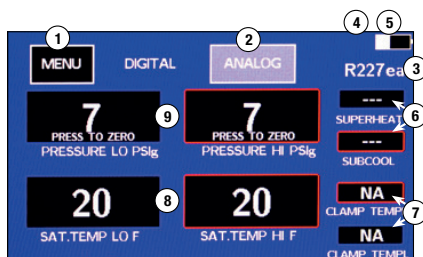 1 2 4 5
MENU DIGITAL ANALOG R227ea 3
7 9 7 ---
PRESS TO ZERO PRESS TO ZERO SUPERHEAT 6
PRESSURE LO PSIg PRESSURE HI PSIg ---
SUBCOOL
20 8 20 NA
CLAMP TEMP 7
SAT.TEMP LO F SAT.TEMP HI F NA
CLAMP TEMPL